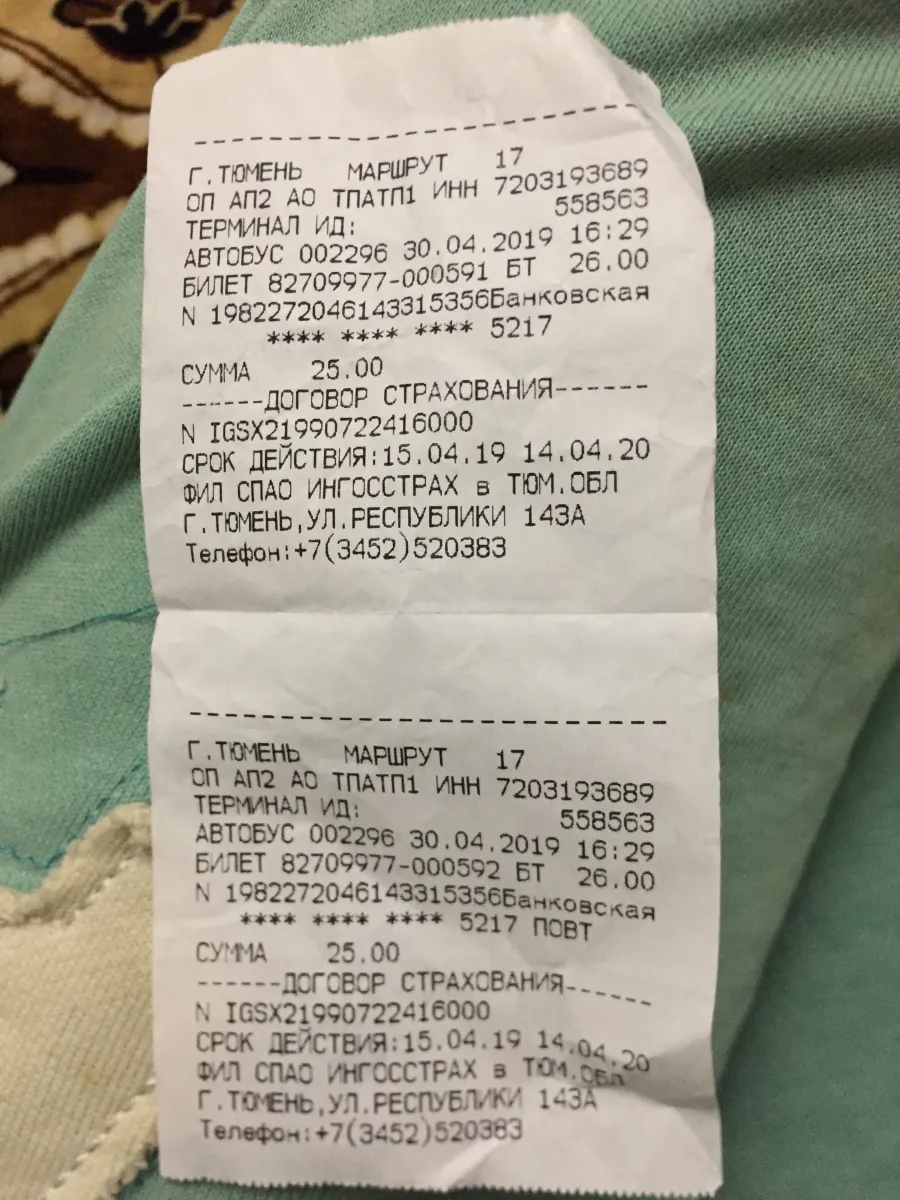 Г.ТЮМЕНЬ МАРШРУТ 17
ОП АП2 АО ТПАТП1 ИНН 7203193689
ТЕРМИНАЛ ИД: 558563
АВТОБУС 002296 30.04.2019 16:29
БИЛЕТ 82709977-000591 БТ 26.00
N 1982272046143315356Банковская
**** **** **** 5217
СУММА 25.00
------ДОГОВОР СТРАХОВАНИЯ------
N IGSX21990722416000
СРОК ДЕЙСТВИЯ:15.04.19 14.04.20
ФИЛ СПАО ИНГОССТРАХ в ТЮМ.ОБЛ
Г.ТЮМЕНЬ,УЛ.РЕСПУБЛИКИ 143А
Телефон:+7(3452)520383
Г.ТЮМЕНЬ МАРШРУТ 17
ОП АП2 АО ТПАТП1 ИНН 7203193689
ТЕРМИНАЛ ИД: 558563
АВТОБУС 002296 30.04.2019 16:29
БИЛЕТ 82709977-000592 БТ 26.00
N 1982272046143315356Банковская
**** **** **** 5217 ПОВТ
СУММА 25.00
------ДОГОВОР СТРАХОВАНИЯ------
N IGSX21990722416000
СРОК ДЕЙСТВИЯ:15.04.19 14.04.20
ФИЛ СПАО ИНГОССТРАХ в ТЮМ.ОБЛ
Г.ТЮМЕНЬ,УЛ.РЕСПУБЛИКИ 143А
Телефон:+7(3452)520383